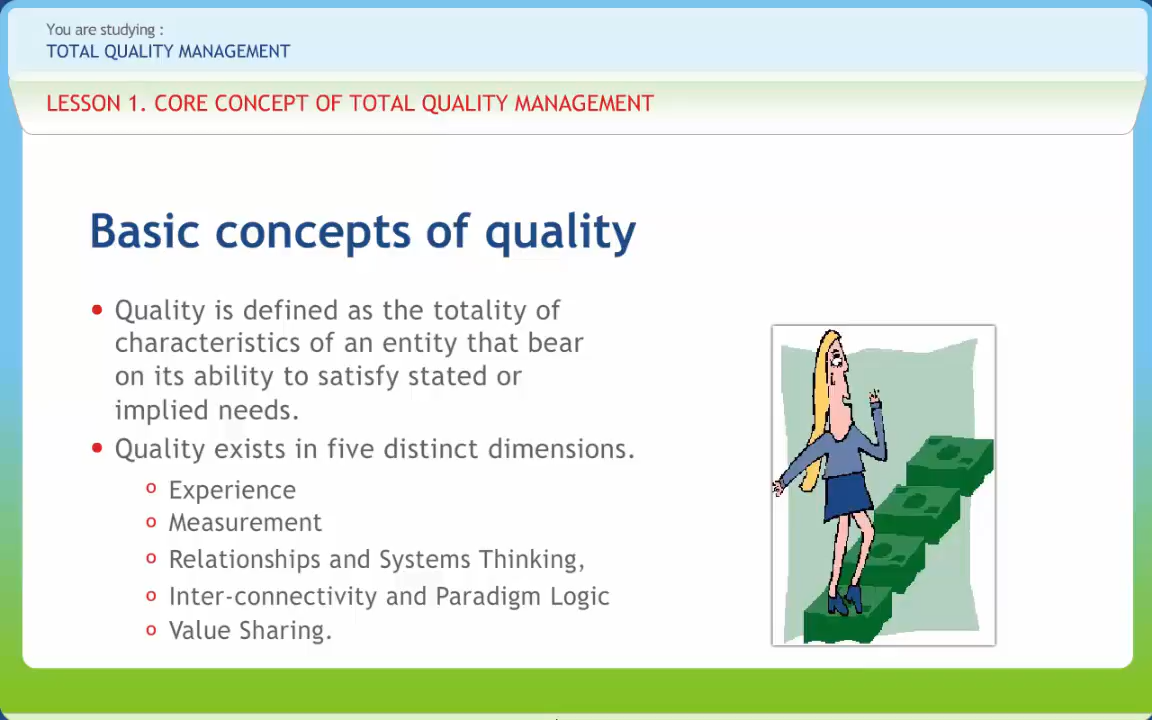 You are studying :
TOTAL QUALITY MANAGEMENT
LESSON 1. CORE CONCEPT OF TOTAL QUALITY MANAGEMENT
Basic concepts of quality
• Quality is defined as the totality of
characteristics of an entity that bear
on its ability to satisfy stated or
implied needs.
• Quality exists in five distinct dimensions.
o Experience
o Measurement
o Relationships and Systems Thinking,
o Inter-connectivity and Paradigm Logic
o Value Sharing.